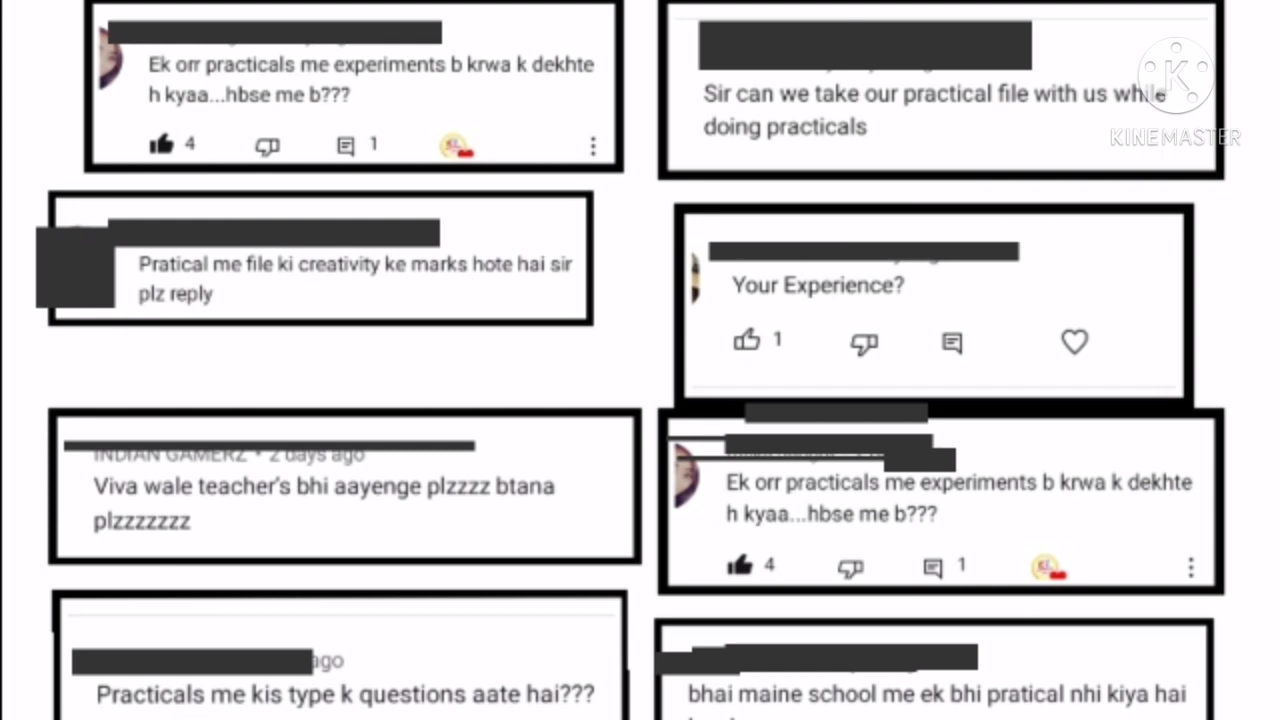 Ek orr practicals me experiments b krwa k dekhte
h kyaa...hbse me b???
4
1
Sir can we take our practical file with us while
doing practicals
KINEMASTER
Pratical me file ki creativity ke marks hote hai sir
plz reply
Your Experience?
1
INDIAN GAMERZ • 2 days ago
Viva wale teacher's bhi aayenge plzzzz btana
plzzzzzzz
Ek orr practicals me experiments b krwa k dekhte
h kyaa...hbse me b???
4
1
ago
Practicals me kis type k questions aate hai???
bhai maine school me ek bhi pratical nhi kiya hai